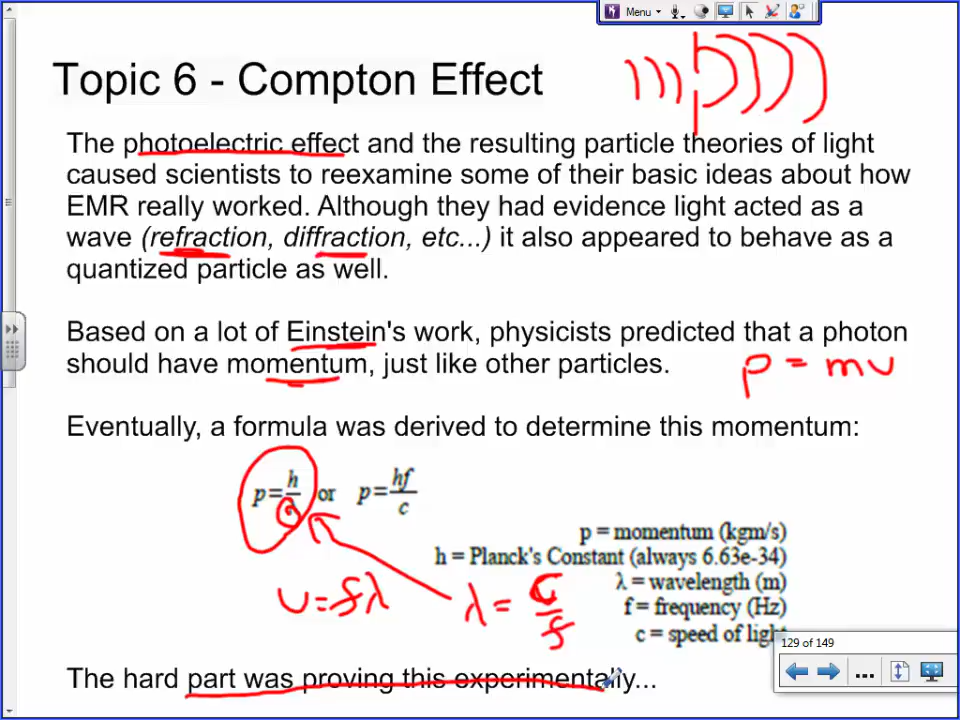 Menu
Topic 6 - Compton Effect
The photoelectric effect and the resulting particle theories of light
caused scientists to reexamine some of their basic ideas about how
EMR really worked. Although they had evidence light acted as a
wave (refraction, diffraction, etc...) it also appeared to behave as a
quantized particle as well.
Based on a lot of Einstein's work, physicists predicted that a photon
should have momentum, just like other particles.
p = mv
Eventually, a formula was derived to determine this momentum:
p=h/λ or p=hf/c
p = momentum (kgm/s)
h = Planck's Constant (always 6.63e-34)
λ = wavelength (m)
f = frequency (Hz)
c = speed of light
v = fλ
λ = c/f
129 of 149
...
The hard part was proving this experimentally...